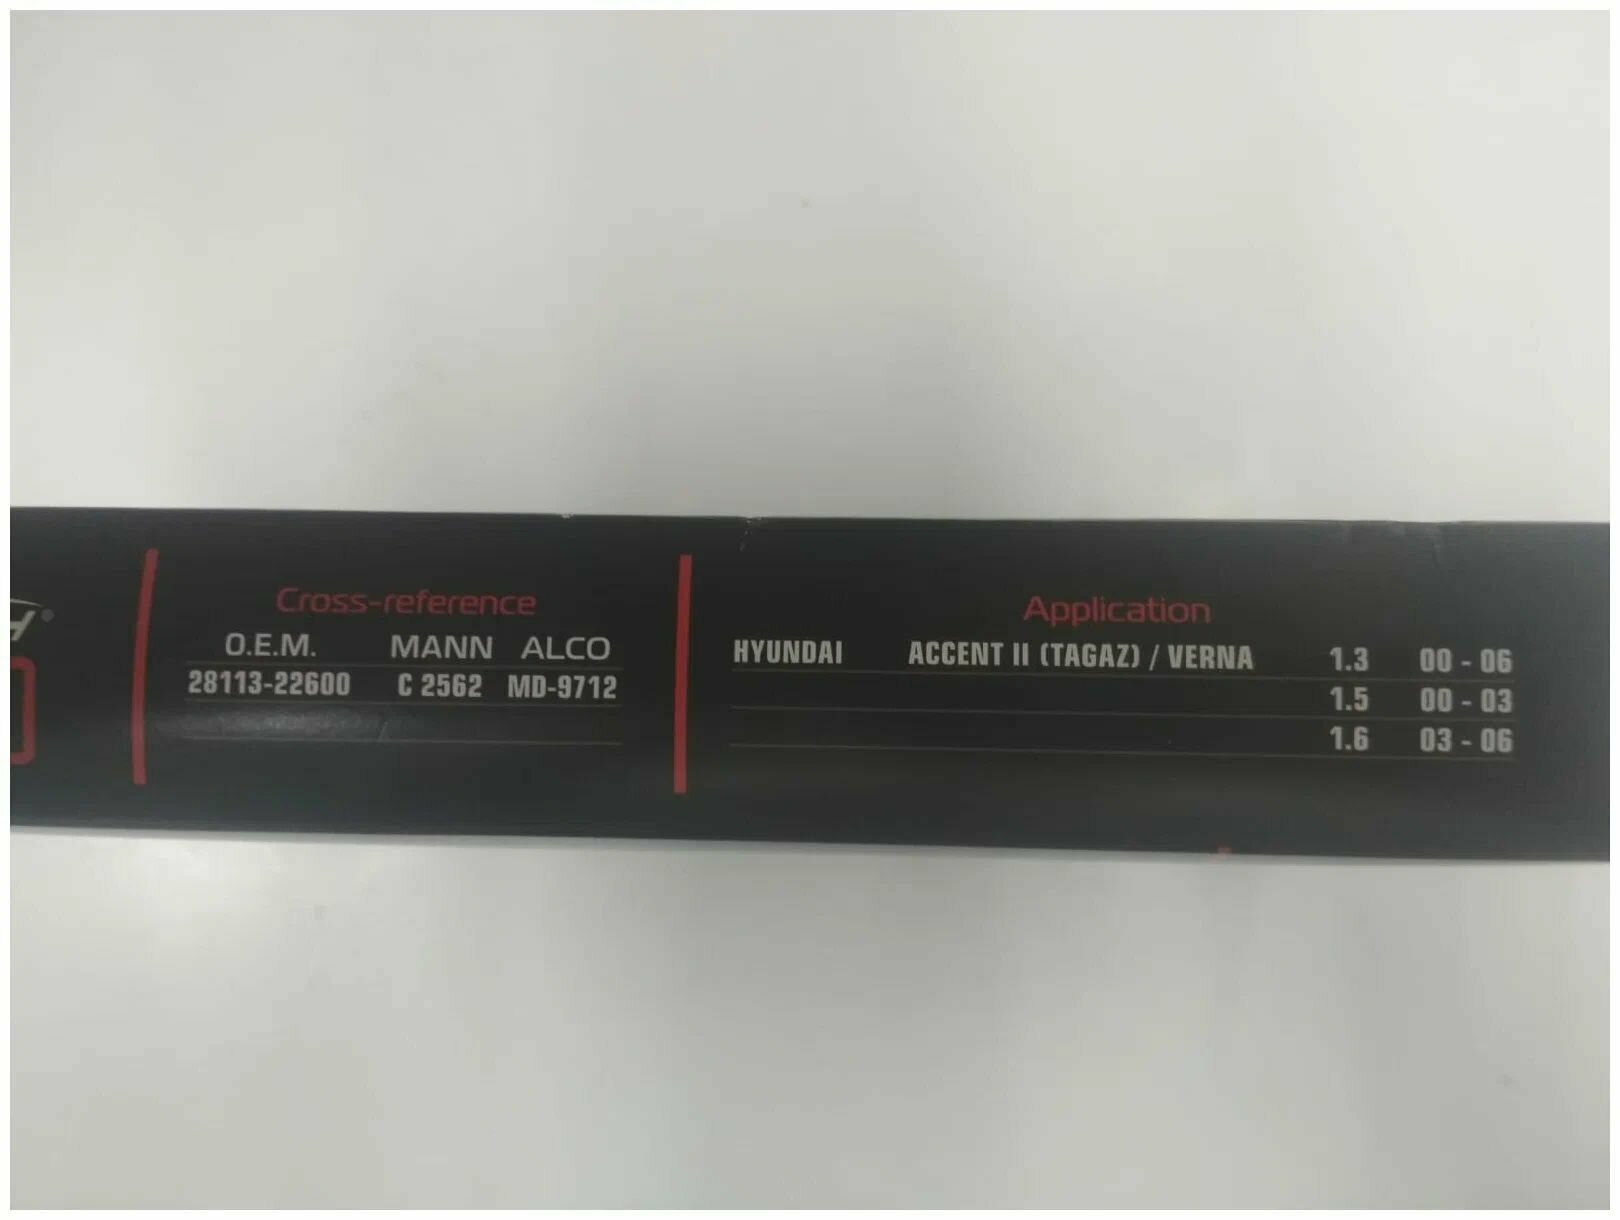 Cross-reference
O.E.M. MANN ALCO
28113-22600 C 2562 MD-9712
Application
HYUNDAI ACCENT II (TAGAZ) / VERNA 1.3 00 - 06
1.5 00 - 03
1.6 03 - 06